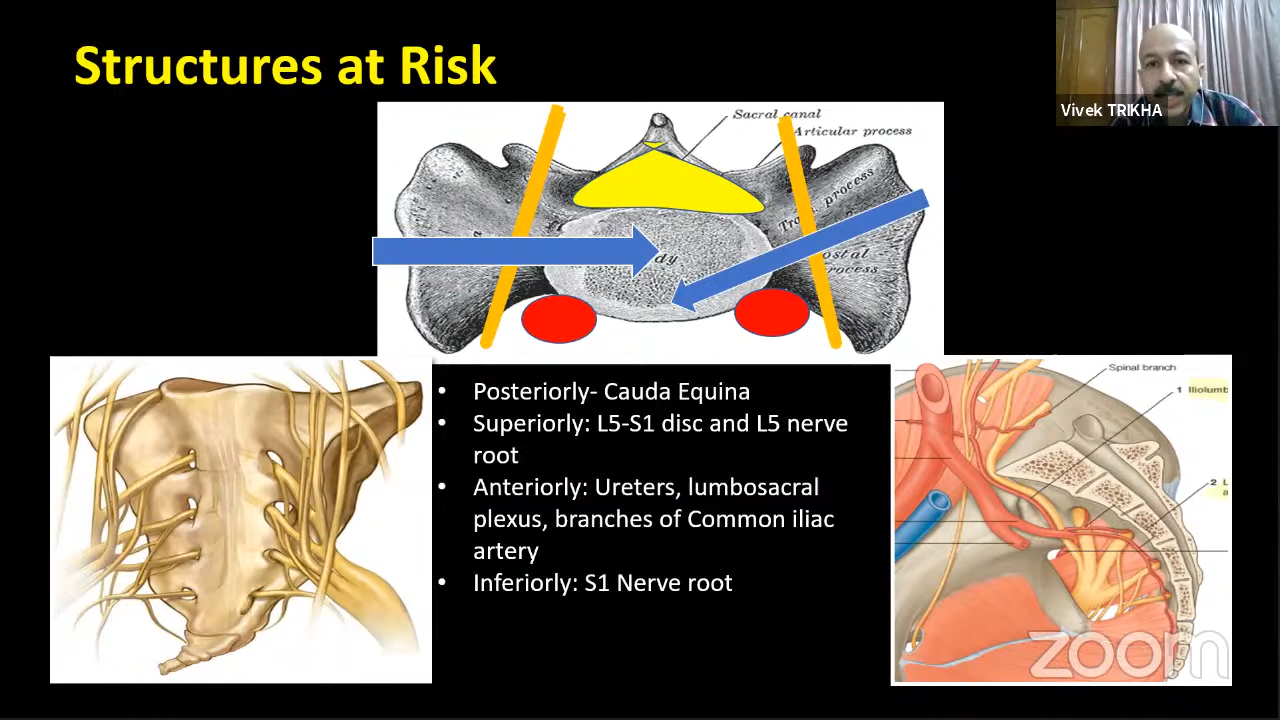 Structures at Risk
Vivek TRIKHA
Sacral canal
Articular process
Tra s. process
dy
ostal
process
• Posteriorly- Cauda Equina
• Superiorly: L5-S1 disc and L5 nerve
root
• Anteriorly: Ureters, lumbosacral
plexus, branches of Common iliac
artery
• Inferiorly: S1 Nerve root
Spinal branch
1 Iliolumb
2 L
a
zoom